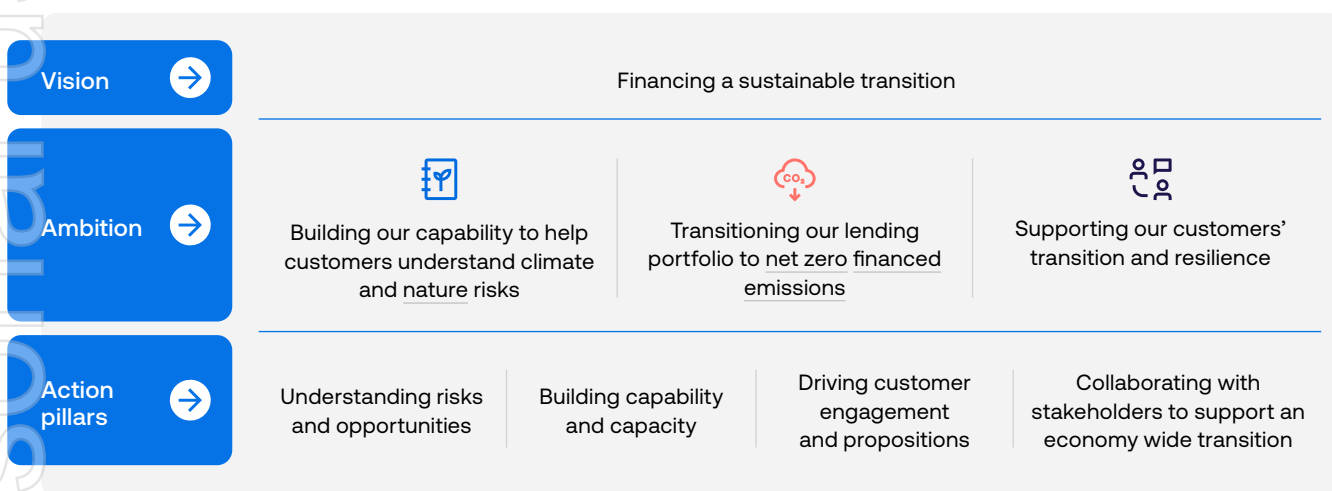 Vision
Financing a sustainable transition
Ambition
CO₂
Building our capability to help
customers understand climate
and nature risks
Transitioning our lending
portfolio to net zero financed
emissions
Supporting our customers’
transition and resilience
Action
pillars
Understanding risks
and opportunities
Building capability
and capacity
Driving customer
engagement
and propositions
Collaborating with
stakeholders to support an
economy wide transition